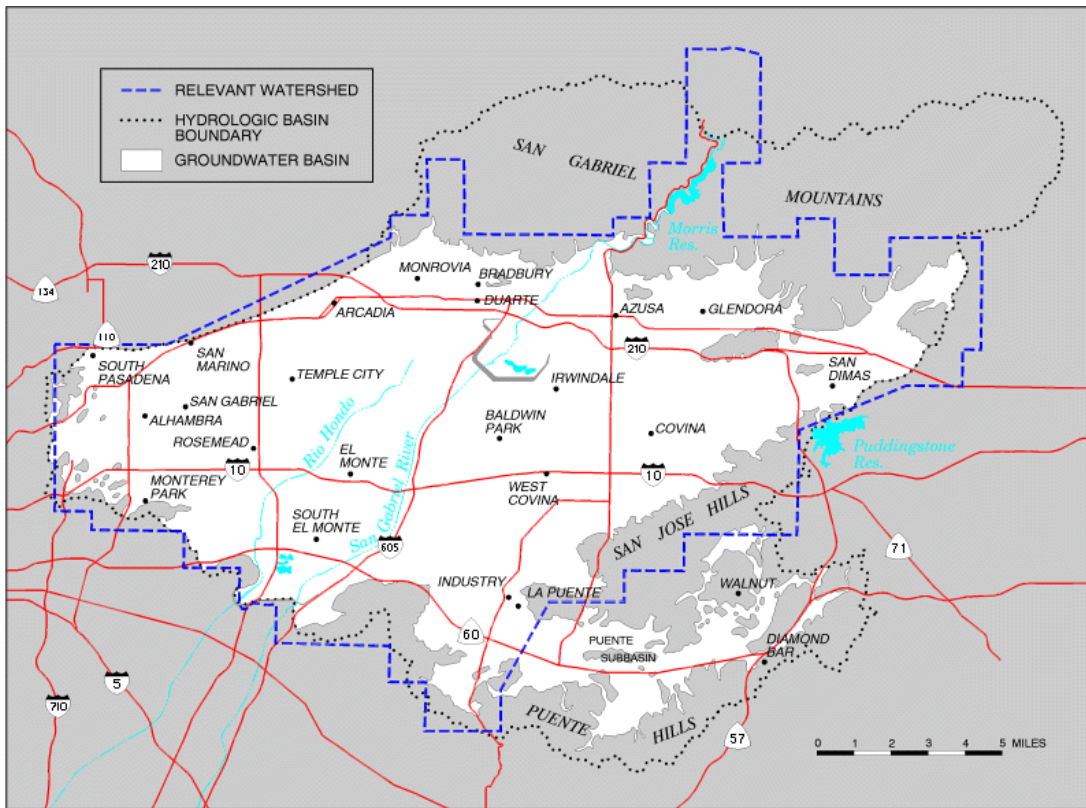 RELEVANT WATERSHED
HYDROLOGIC BASIN
BOUNDARY
GROUNDWATER BASIN
SAN GABRIEL
MOUNTAINS
Morris
Res.
210
134
110
MONROVIA
BRADBURY
DUARTE
ARCADIA
AZUSA
GLENDORA
SOUTH
PASADENA
SAN
MARINO
210
TEMPLE CITY
IRWINDALE
SAN
DIMAS
SAN GABRIEL
ALHAMBRA
BALDWIN
PARK
COVINA
ROSEMEAD
Rio Hondo
San Gabriel River
Puddingstone
Res.
EL
MONTE
10
10
MONTEREY
PARK
WEST
COVINA
SOUTH
EL MONTE
605
SAN JOSE HILLS
71
INDUSTRY
LA PUENTE
WALNUT
60
PUENTE
SUBBASIN
DIAMOND
BAR
5
710
PUENTE HILLS
57
0 1 2 3 4 5 MILES